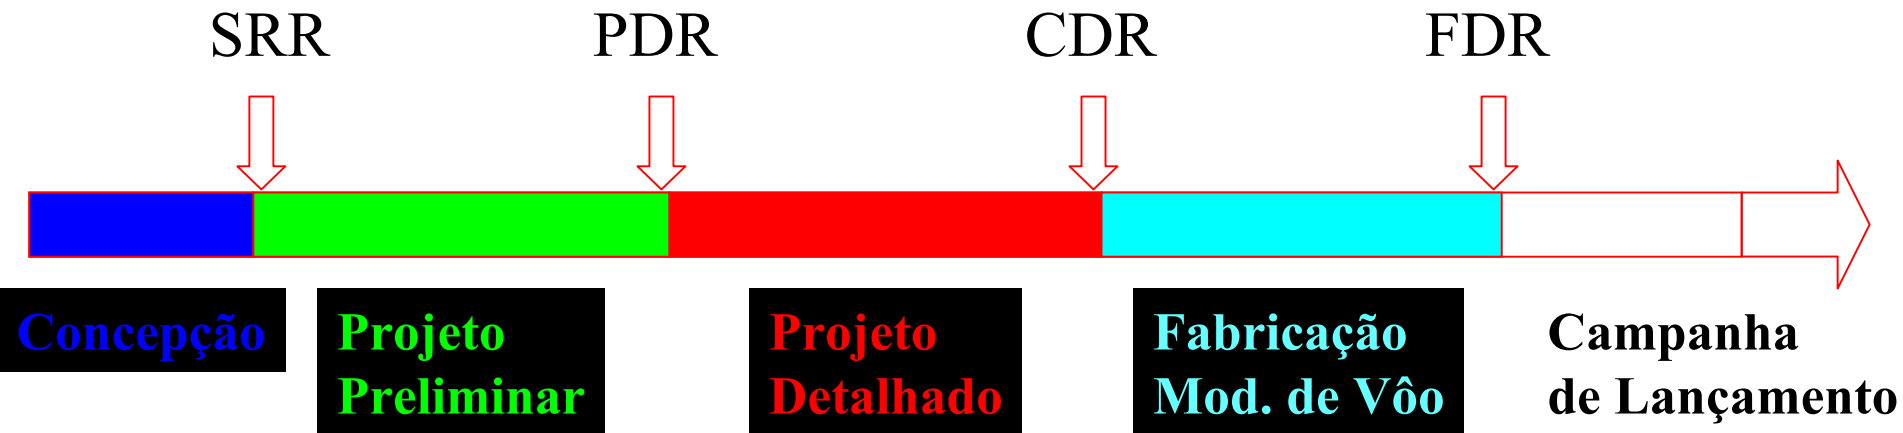 SRR PDR CDR FDR
Concepção
Projeto
Preliminar
Projeto
Detalhado
Fabricação
Mod. de Vôo
Campanha
de Lançamento